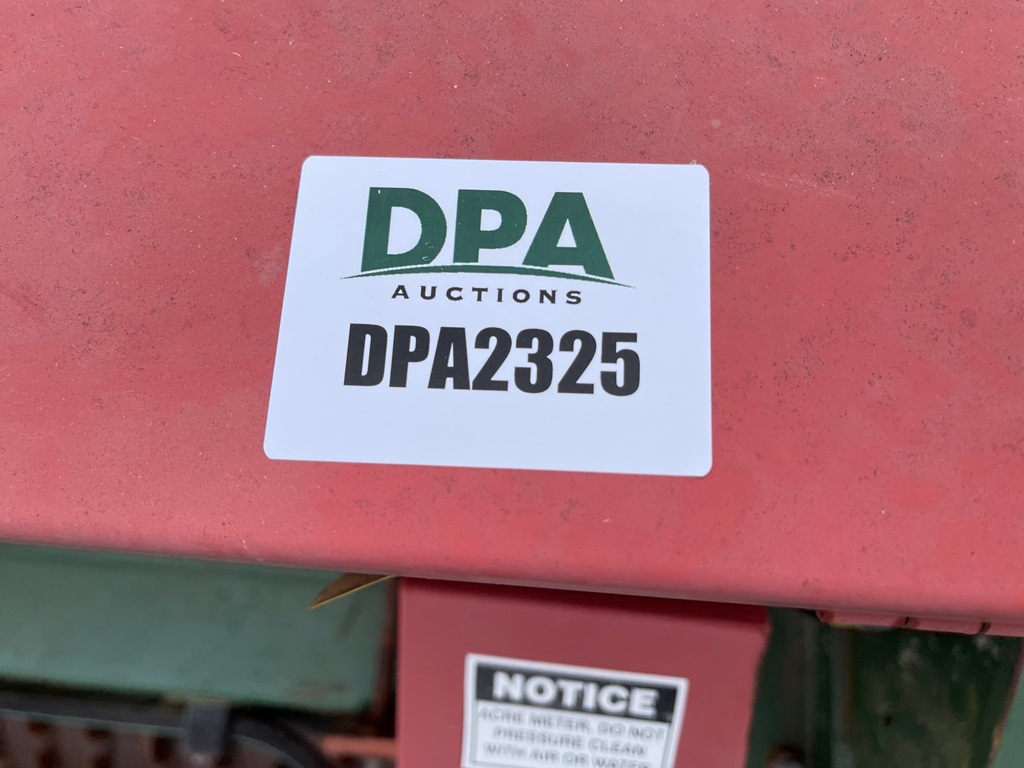 DPA
AUCTIONS
DPA2325
NOTICE
ACRE METER, DO NOT
PRESSURE CLEAN
WITH AIR OR WATER